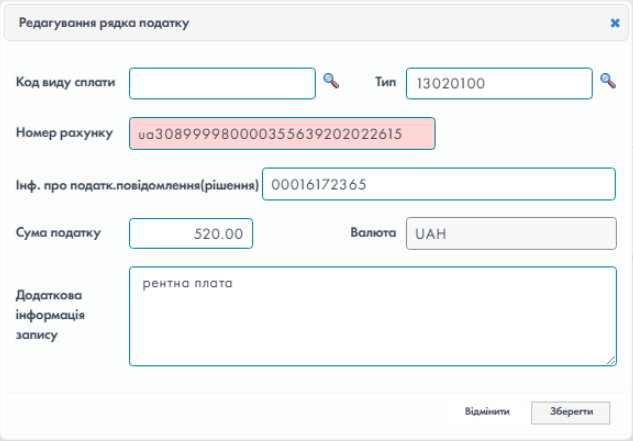 Редагування рядка податку
Код виду сплати
Тип 13020100
Номер рахунку ua308999980000355639202022615
Інф. про податк.повідомлення(рішення) 00016172365
Сума податку 520.00 Валюта UAH
Додаткова
інформація
запису
рентна плата
Відмінити Зберегти